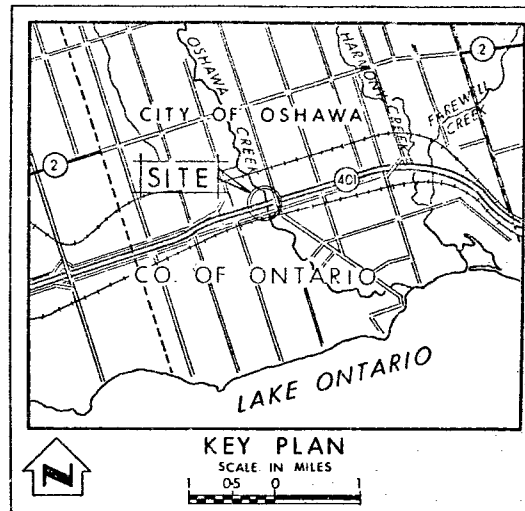 OSHAWA CREEK
HARMONY CREEK
2
FAREWELL CREEK
CITY OF OSHAWA
2
SITE
401
CO. OF ONTARIO
LAKE ONTARIO
N
KEY PLAN
SCALE IN MILES
1 0·5 0 1